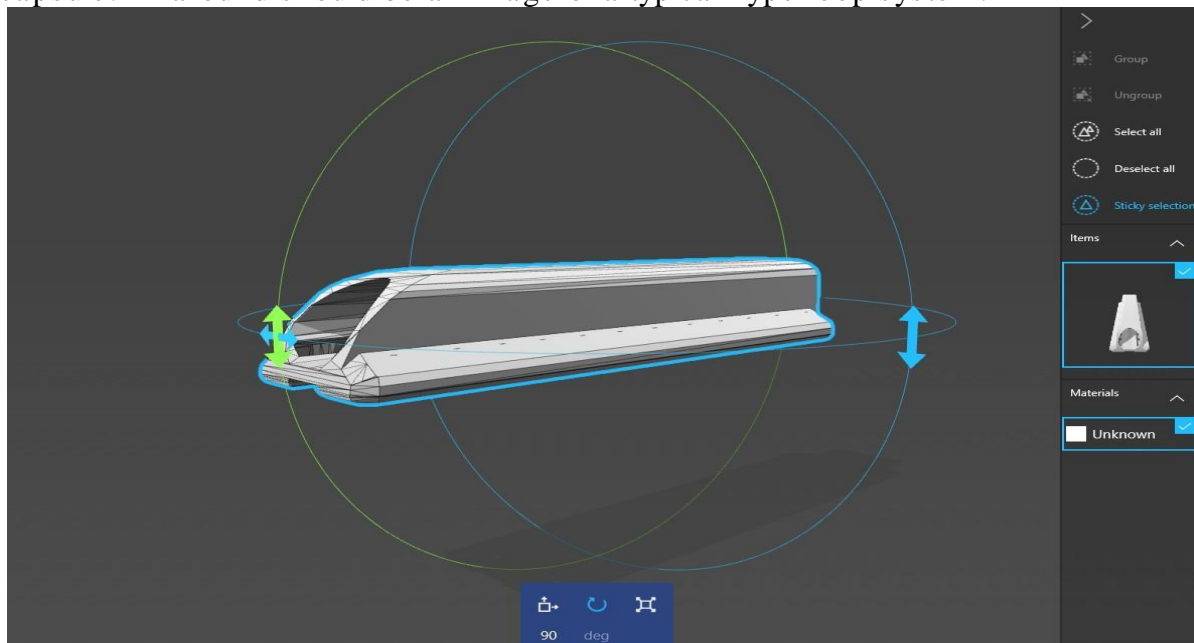 Group
Ungroup
Select all
Deselect all
Sticky selection
Items
Materials
Unknown
90 deg